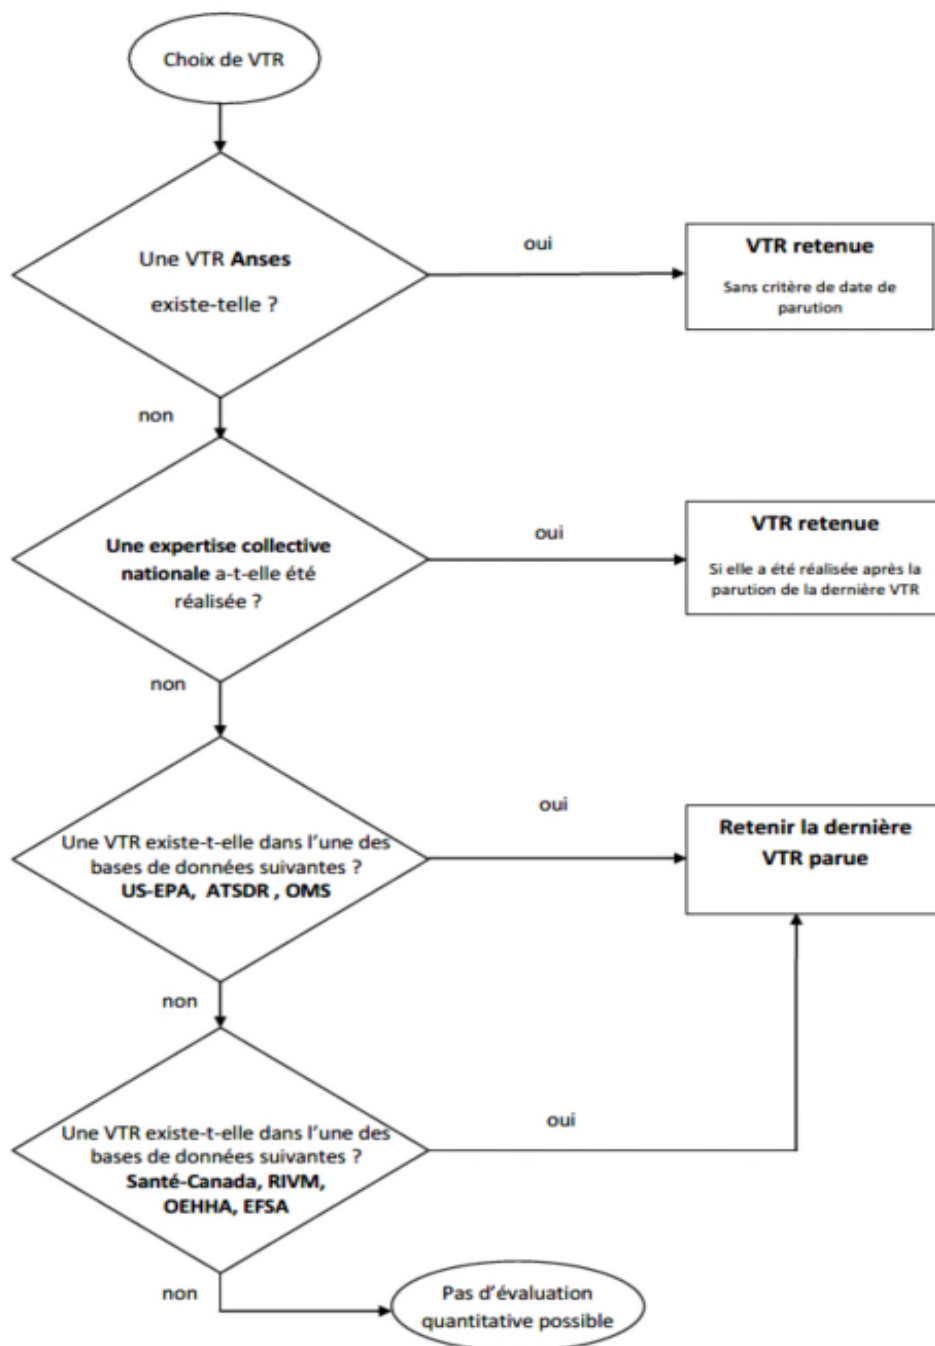 Choix de VTR
Une VTR Anses
existe-telle ?
oui
VTR retenue
Sans critère de date de
parution
non
Une expertise collective
nationale a-t-elle été
réalisée ?
oui
VTR retenue
Si elle a été réalisée après la
parution de la dernière VTR
non
Une VTR existe-t-elle dans l’une des
bases de données suivantes ?
US-EPA, ATSDR , OMS
oui
Retenir la dernière
VTR parue
non
Une VTR existe-t-elle dans l’une des
bases de données suivantes ?
Santé-Canada, RIVM,
OEHHA, EFSA
oui
non
Pas d’évaluation
quantitative possible